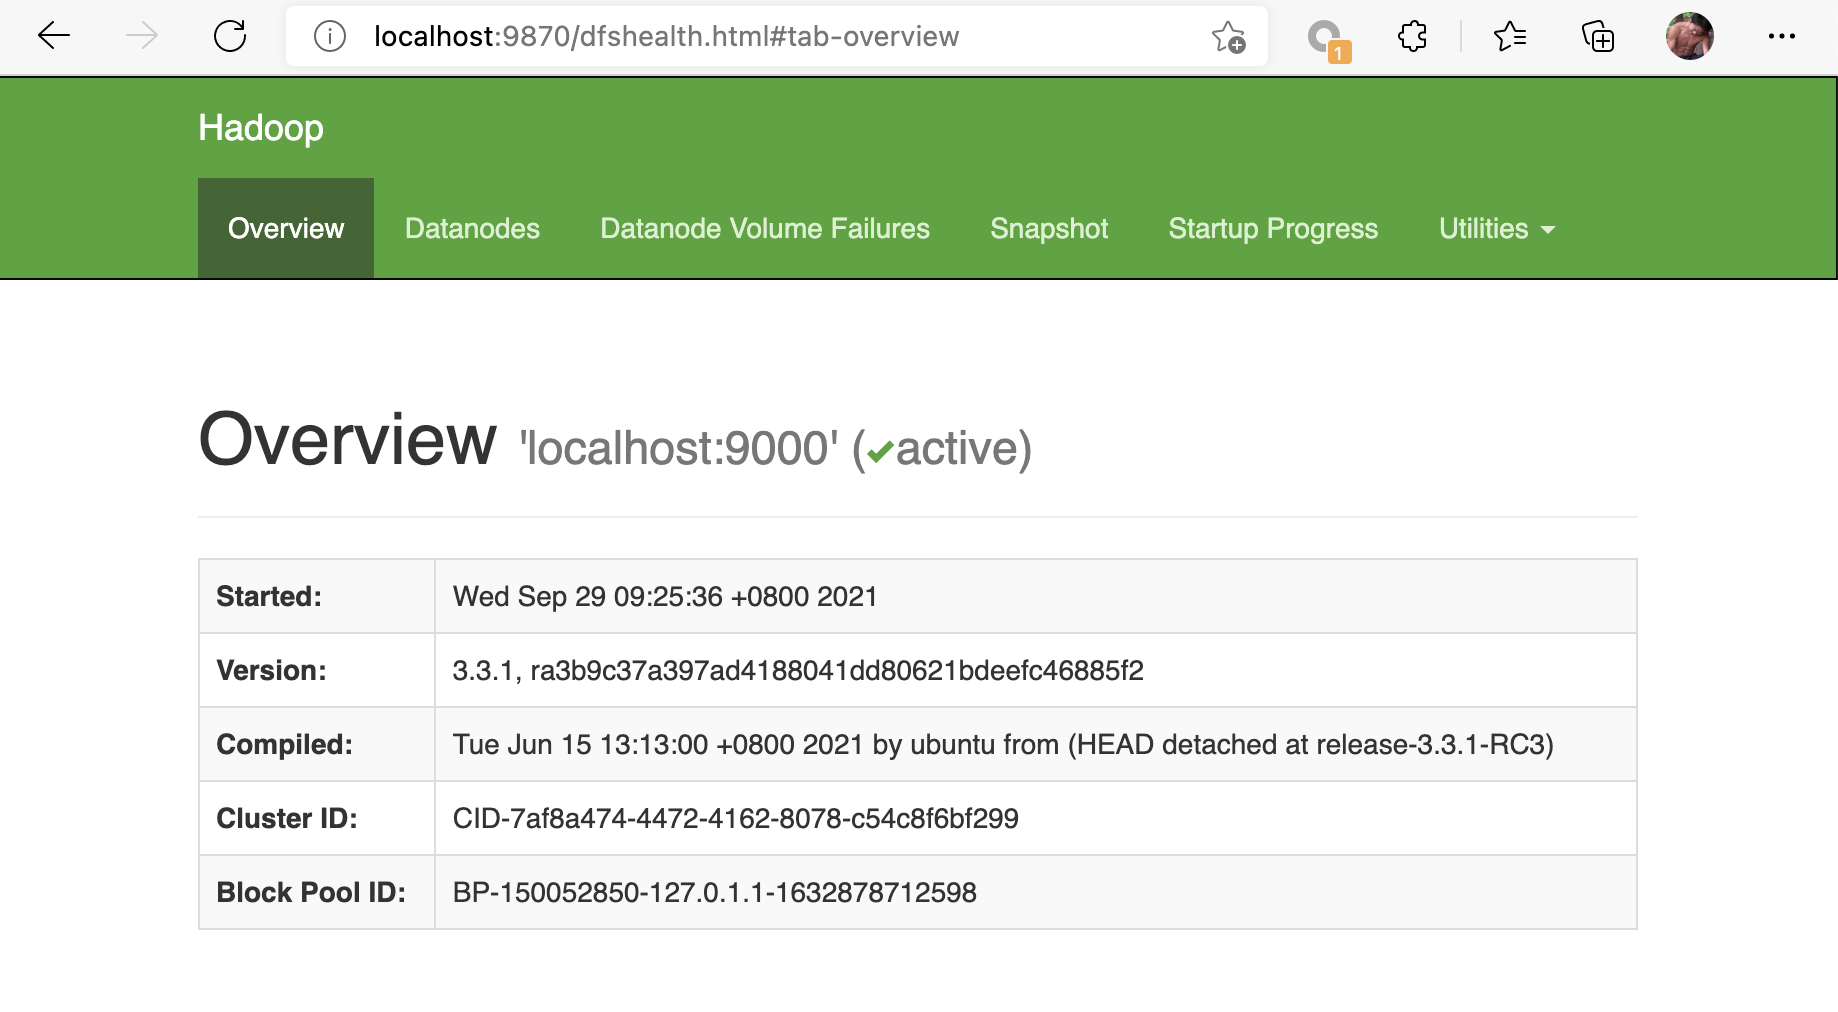 localhost:9870/dfshealth.html#tab-overview
1
Hadoop
Overview Datanodes Datanode Volume Failures Snapshot Startup Progress Utilities
Overview 'localhost:9000' (✔active)
Started: Wed Sep 29 09:25:36 +0800 2021
Version: 3.3.1, ra3b9c37a397ad4188041dd80621bdeefc46885f2
Compiled: Tue Jun 15 13:13:00 +0800 2021 by ubuntu from (HEAD detached at release-3.3.1-RC3)
Cluster ID: CID-7af8a474-4472-4162-8078-c54c8f6bf299
Block Pool ID: BP-150052850-127.0.1.1-1632878712598